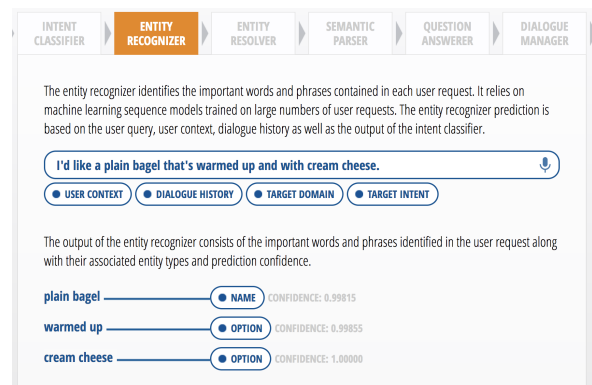 INTENT CLASSIFIER
ENTITY RECOGNIZER
ENTITY RESOLVER
SEMANTIC PARSER
QUESTION ANSWERER
DIALOGUE MANAGER
The entity recognizer identifies the important words and phrases contained in each user request. It relies on
machine learning sequence models trained on large numbers of user requests. The entity recognizer prediction is
based on the user query, user context, dialogue history as well as the output of the intent classifier.
I'd like a plain bagel that's warmed up and with cream cheese.
USER CONTEXT DIALOGUE HISTORY TARGET DOMAIN TARGET INTENT
The output of the entity recognizer consists of the important words and phrases identified in the user request along
with their associated entity types and prediction confidence.
plain bagel NAME CONFIDENCE: 0.99815
warmed up OPTION CONFIDENCE: 0.99855
cream cheese OPTION CONFIDENCE: 1.00000